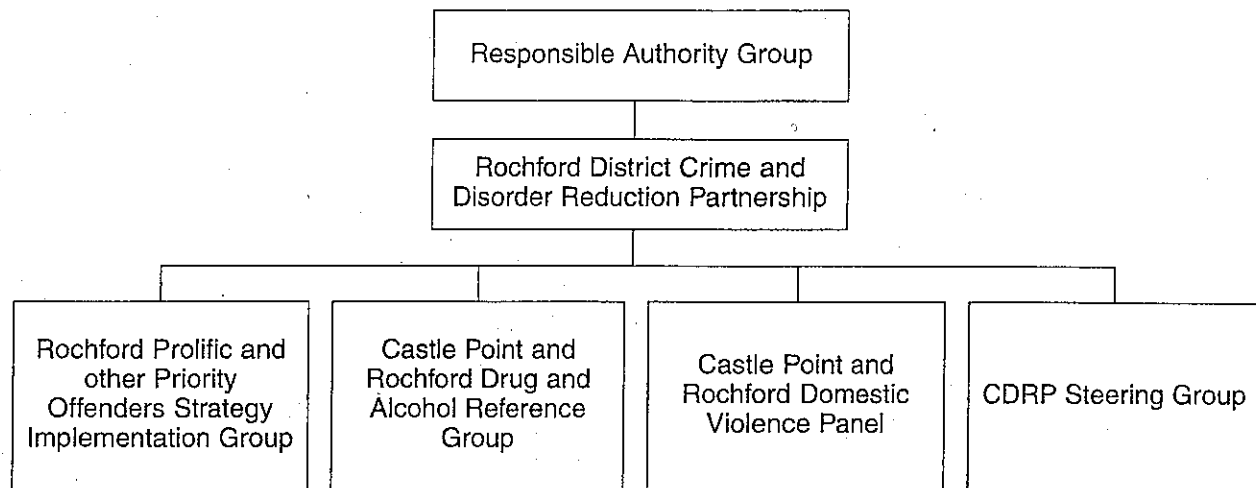 Responsible Authority Group
Rochford District Crime and
Disorder Reduction Partnership
Rochford Prolific and
other Priority
Offenders Strategy
Implementation Group
Castle Point and
Rochford Drug and
Alcohol Reference
Group
Castle Point and
Rochford Domestic
Violence Panel
CDRP Steering Group